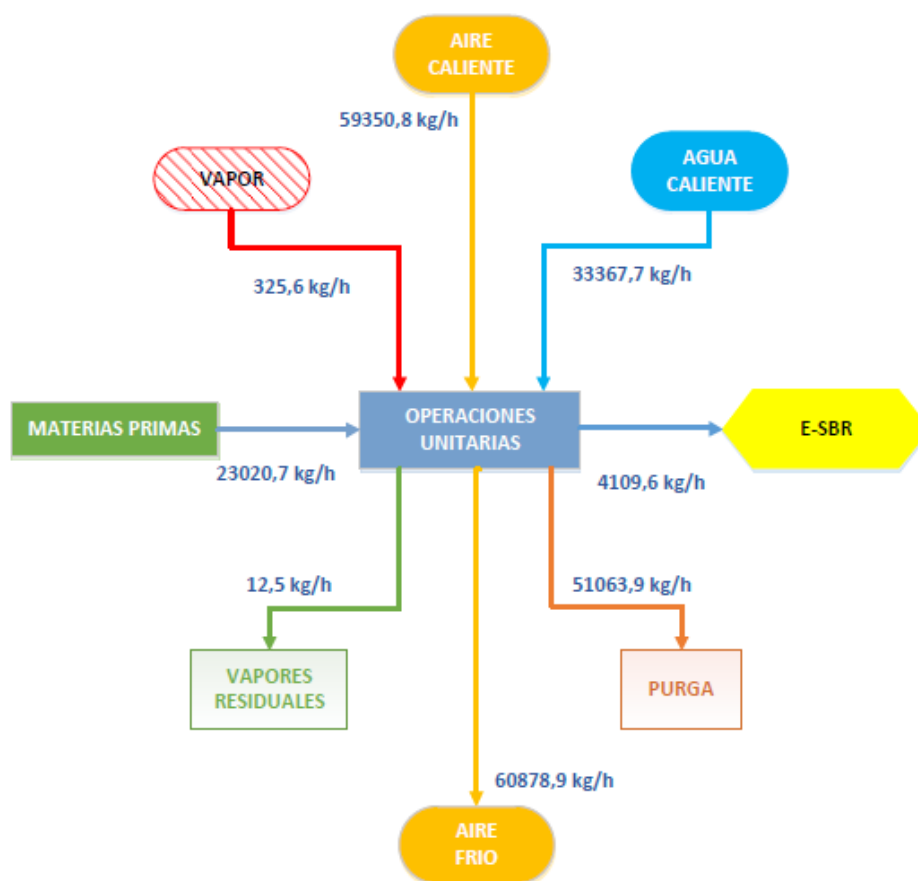 AIRE
CALIENTE
59350,8 kg/h
VAPOR
AGUA
CALIENTE
325,6 kg/h
33367,7 kg/h
MATERIAS PRIMAS
OPERACIONES
UNITARIAS
E-SBR
23020,7 kg/h
4109,6 kg/h
12,5 kg/h
51063,9 kg/h
VAPORES
RESIDUALES
PURGA
60878,9 kg/h
AIRE
FRIO